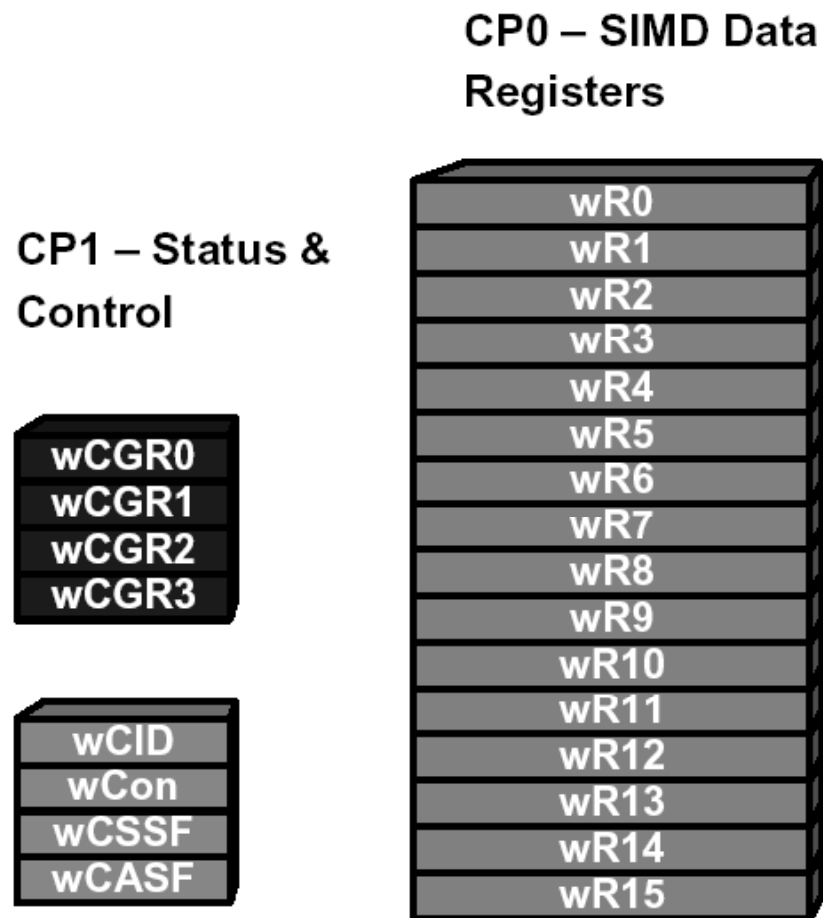 CP0 – SIMD Data
Registers
wR0
wR1
wR2
wR3
wR4
wR5
wR6
wR7
wR8
wR9
wR10
wR11
wR12
wR13
wR14
wR15
CP1 – Status &
Control
wCGR0
wCGR1
wCGR2
wCGR3
wCID
wCon
wCSSF
wCASF